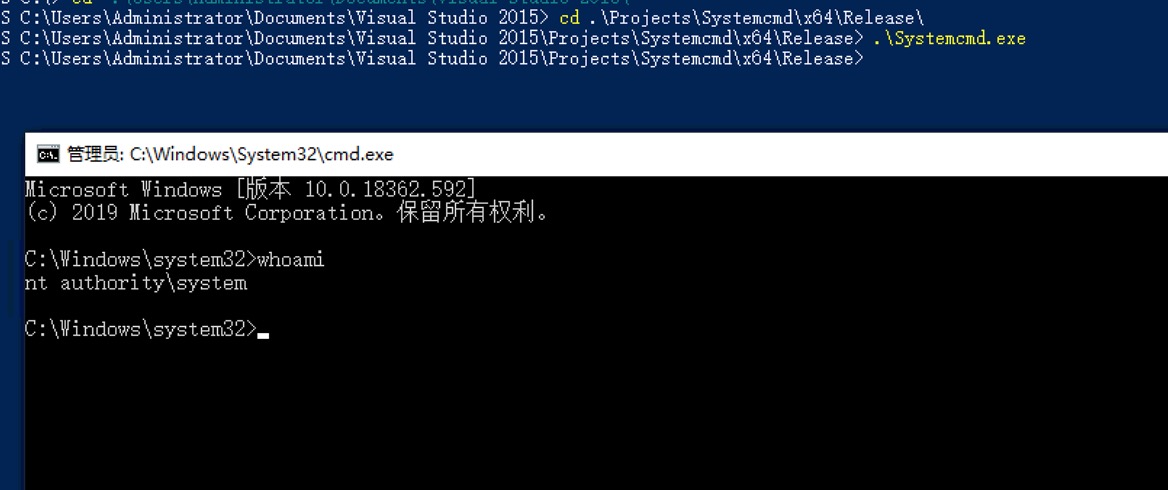 S C:\Users\Administrator\Documents\Visual Studio 2015> cd .\Projects\Systemcmd\x64\Release\
S C:\Users\Administrator\Documents\Visual Studio 2015\Projects\Systemcmd\x64\Release> .\Systemcmd.exe
S C:\Users\Administrator\Documents\Visual Studio 2015\Projects\Systemcmd\x64\Release>
管理员: C:\Windows\System32\cmd.exe
Microsoft Windows [版本 10.0.18362.592]
(c) 2019 Microsoft Corporation。保留所有权利。
C:\Windows\system32>whoami
nt authority\system
C:\Windows\system32>